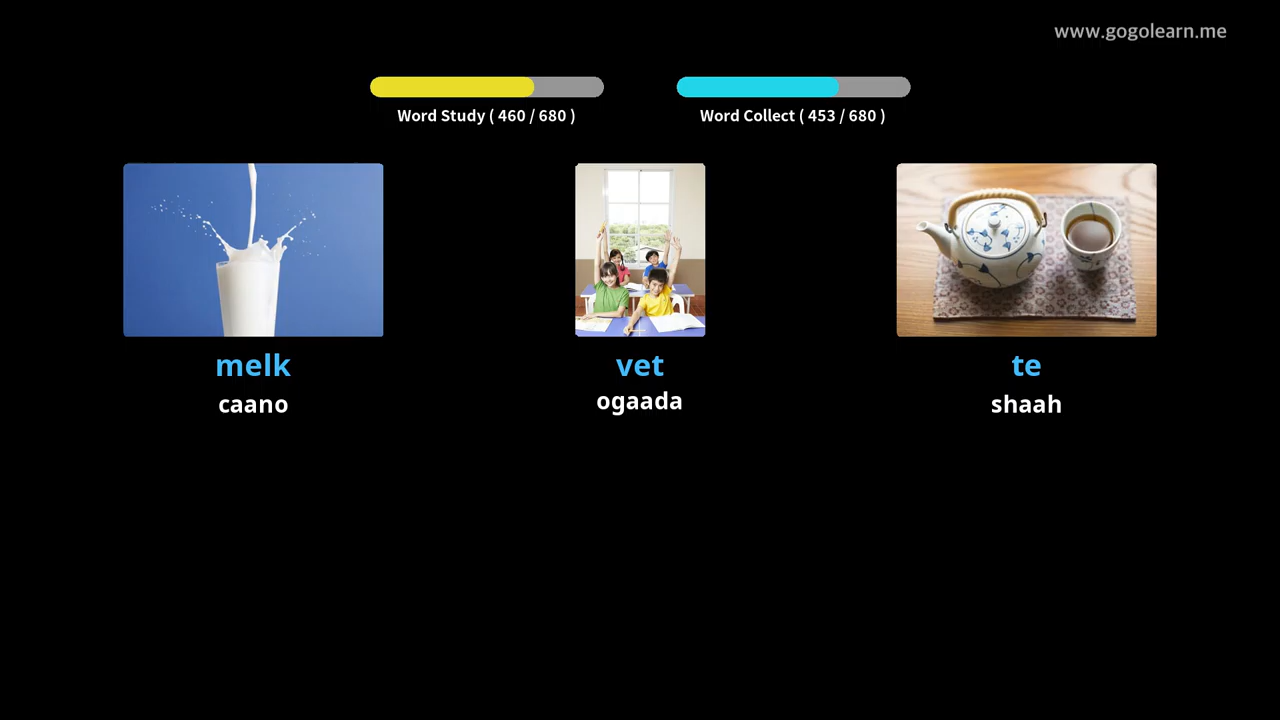 www.gogolearn.me
Word Study ( 460 / 680 )
Word Collect ( 453 / 680 )
melk
caano
vet
ogaada
te
shaah